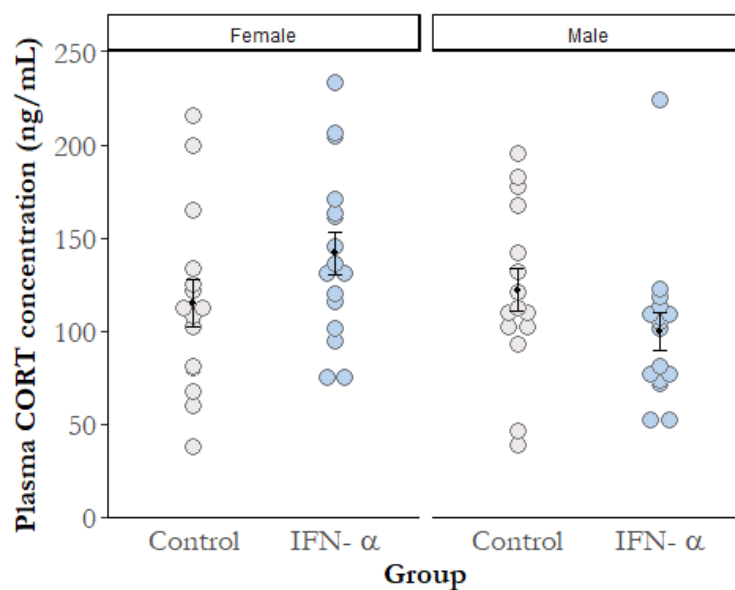 Female
Male
Plasma CORT concentration (ng/mL)
250
200
150
100
50
0
Control
IFN- α
Control
IFN- α
Group